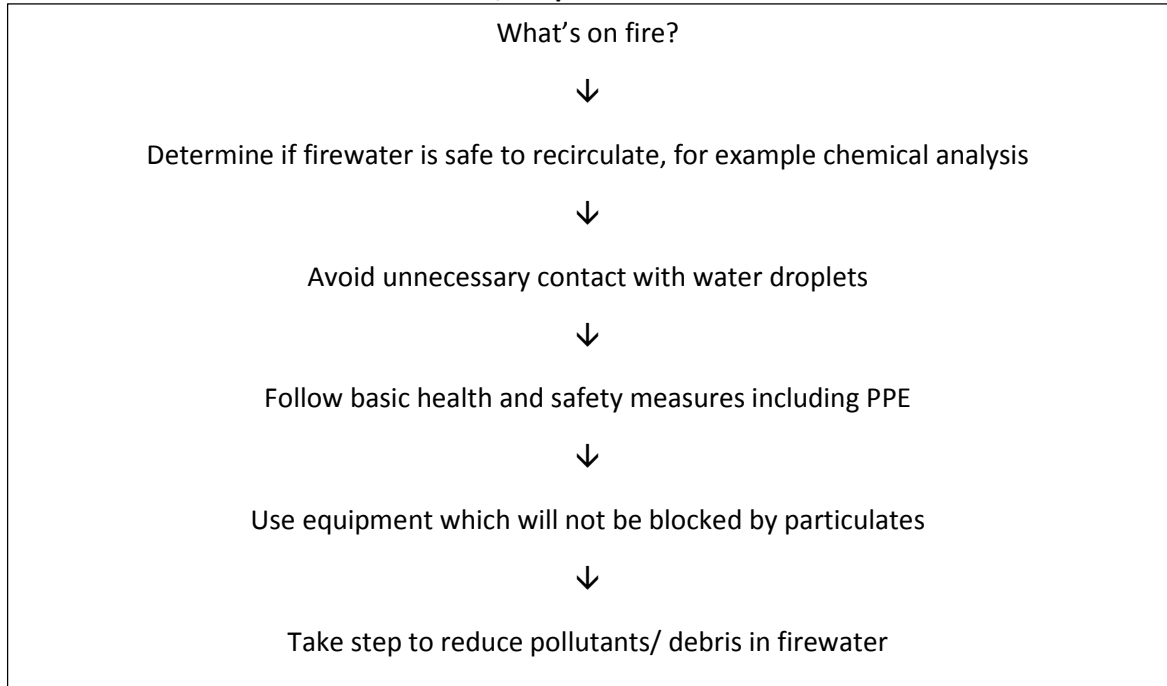 What's on fire?
↓
Determine if firewater is safe to recirculate, for example chemical analysis
↓
Avoid unnecessary contact with water droplets
↓
Follow basic health and safety measures including PPE
↓
Use equipment which will not be blocked by particulates
↓
Take step to reduce pollutants/ debris in firewater